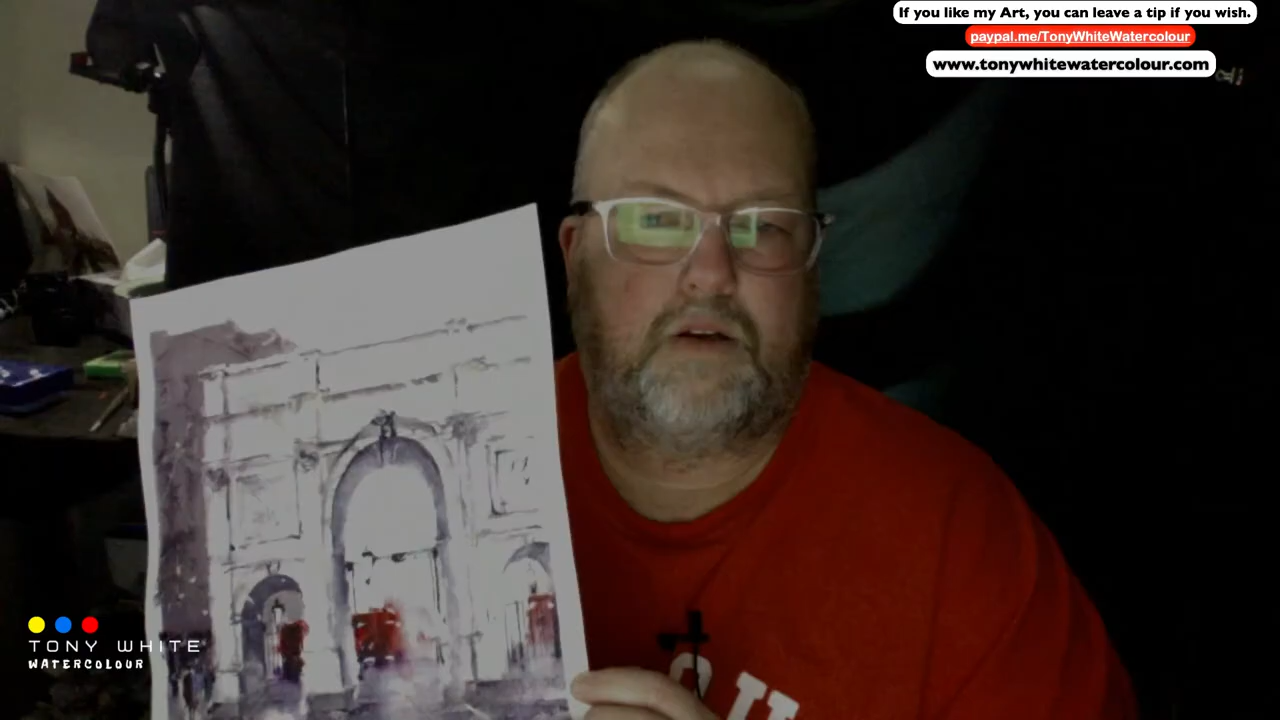 If you like my Art, you can leave a tip if you wish.
paypal.me/TonyWhiteWatercolour
www.tonywhitewatercolour.com
TONY WHITE
WATERCOLOUR